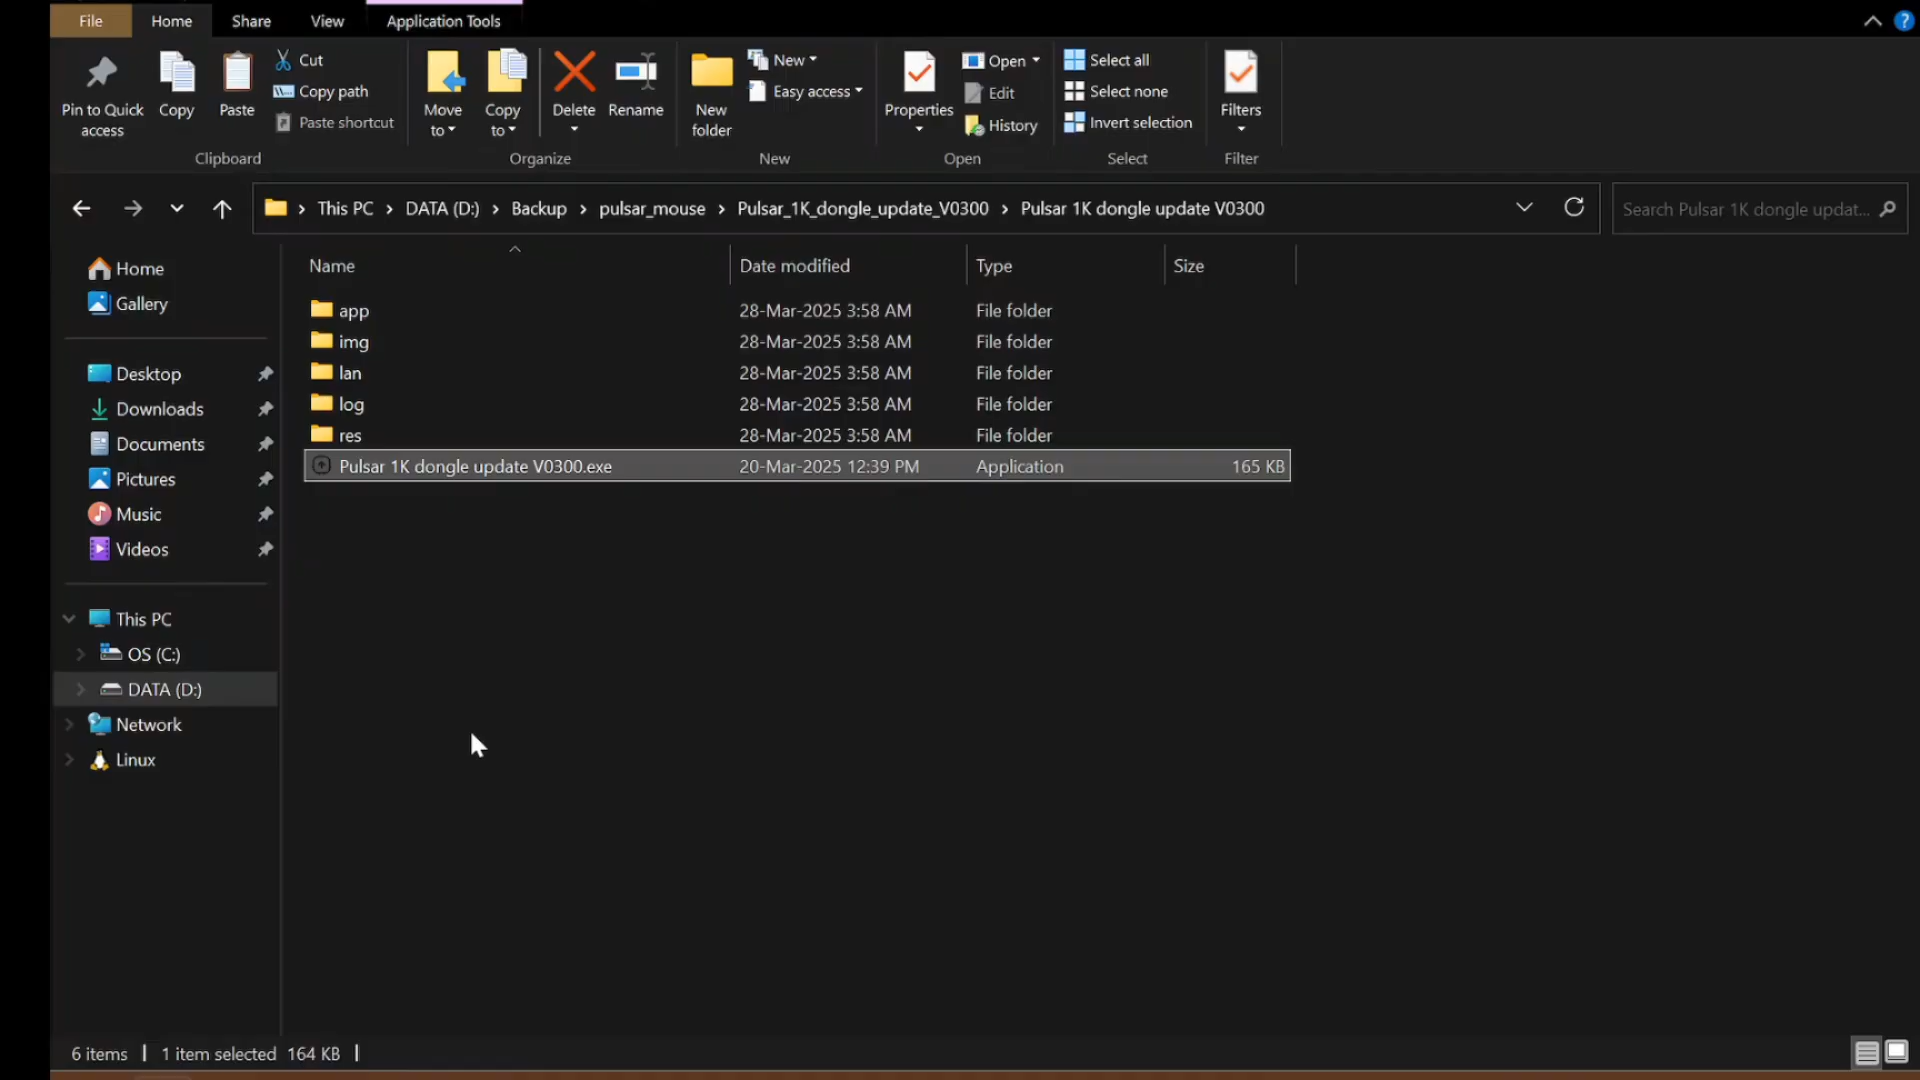 File Home Share View Application Tools
Pin to Quick access
Copy
Paste
Cut
Copy path
Paste shortcut
Clipboard
Move to
Copy to
Delete
Rename
Organize
New folder
New
Easy access
New
Properties
Open
Edit
History
Open
Select all
Select none
Invert selection
Select
Filters
Filter
This PC > DATA (D:) > Backup > pulsar_mouse > Pulsar_1K_dongle_update_V0300 > Pulsar 1K dongle update V0300
Search Pulsar 1K dongle updat...
Home
Gallery
Desktop
Downloads
Documents
Pictures
Music
Videos
This PC
OS (C:)
DATA (D:)
Network
Linux
Name Date modified Type Size
app 28-Mar-2025 3:58 AM File folder
img 28-Mar-2025 3:58 AM File folder
lan 28-Mar-2025 3:58 AM File folder
log 28-Mar-2025 3:58 AM File folder
res 28-Mar-2025 3:58 AM File folder
Pulsar 1K dongle update V0300.exe 20-Mar-2025 12:39 PM Application 165 KB
6 items 1 item selected 164 KB